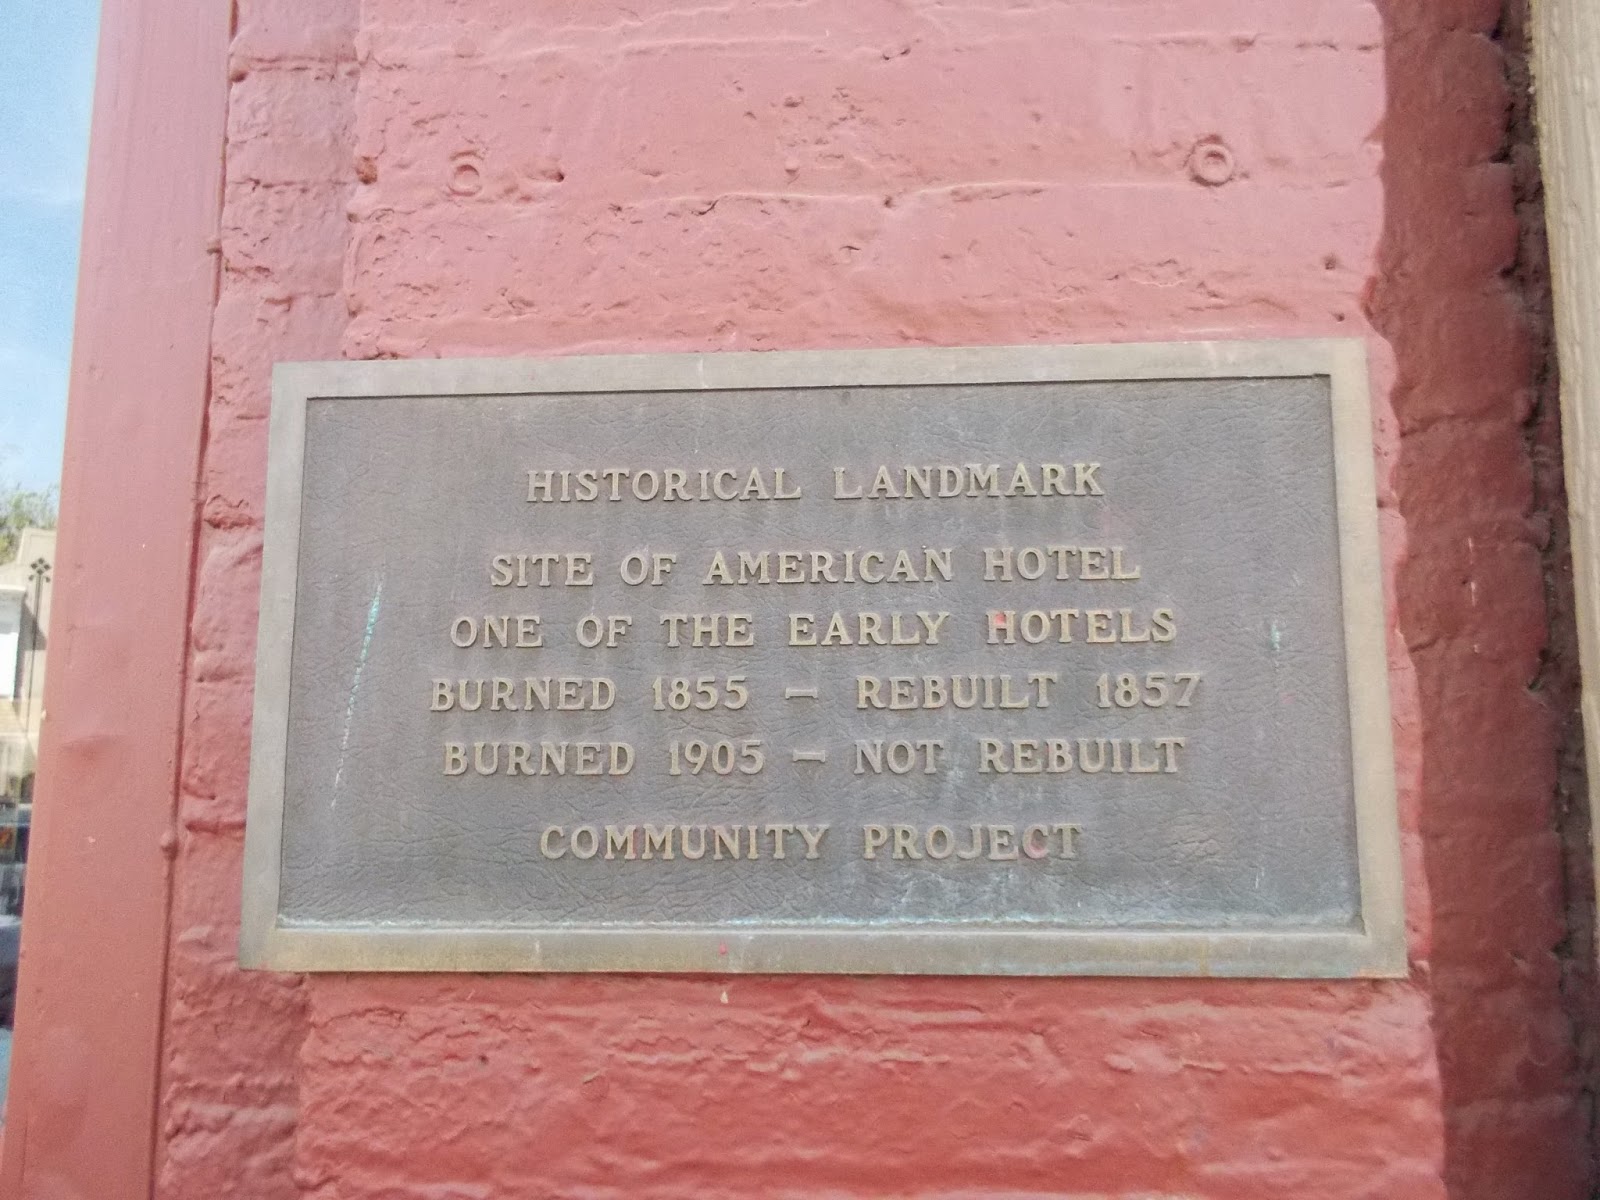 HISTORICAL LANDMARK
SITE OF AMERICAN HOTEL
ONE OF THE EARLY HOTELS
BURNED 1855 – REBUILT 1857
BURNED 1905 – NOT REBUILT
COMMUNITY PROJECT